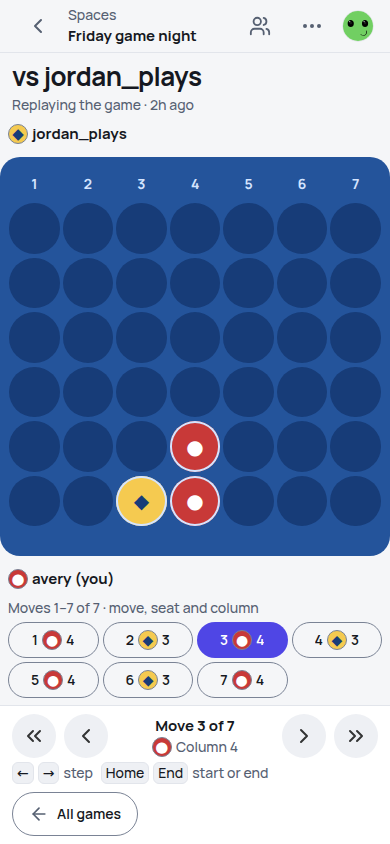 Spaces
Friday game night
vs jordan_plays
Replaying the game · 2h ago
jordan_plays
1 2 3 4 5 6 7
avery (you)
Moves 1–7 of 7 · move, seat and column
1 4 2 3 3 4 4 3
5 4 6 3 7 4
Move 3 of 7
Column 4
← → step Home End start or end
All games